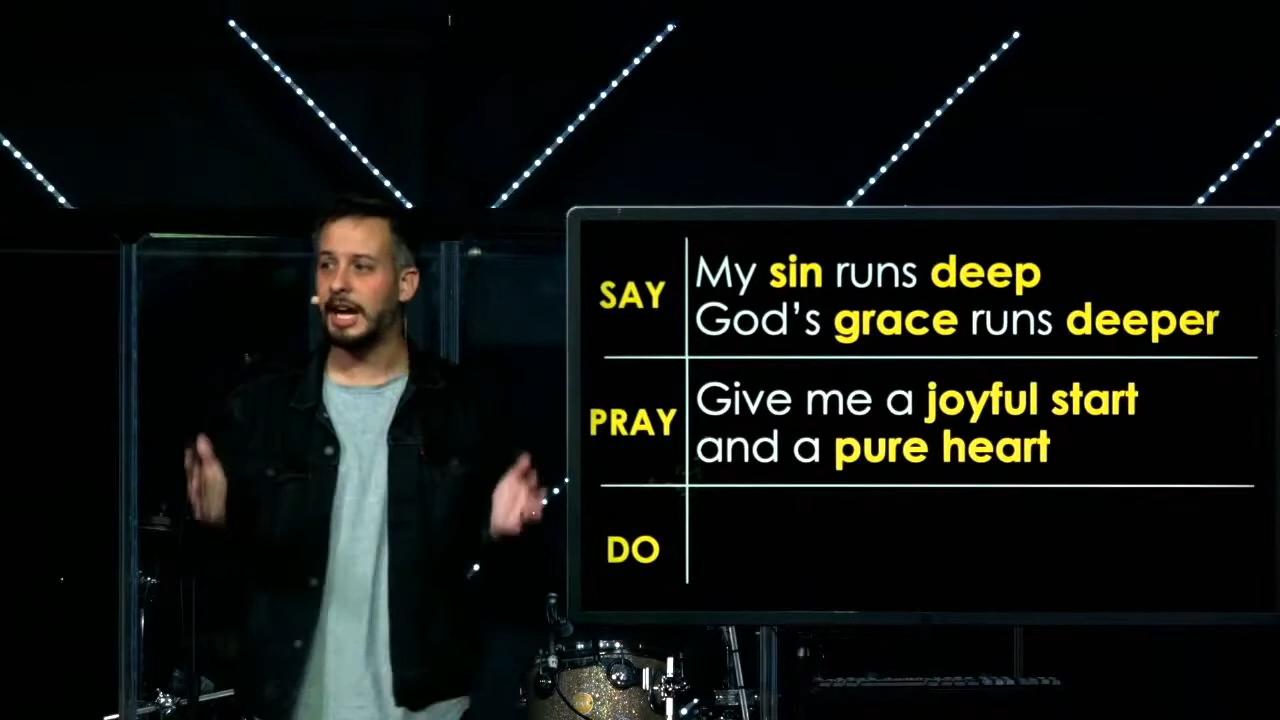 SAY
My sin runs deep
God's grace runs deeper
PRAY
Give me a joyful start
and a pure heart
DO